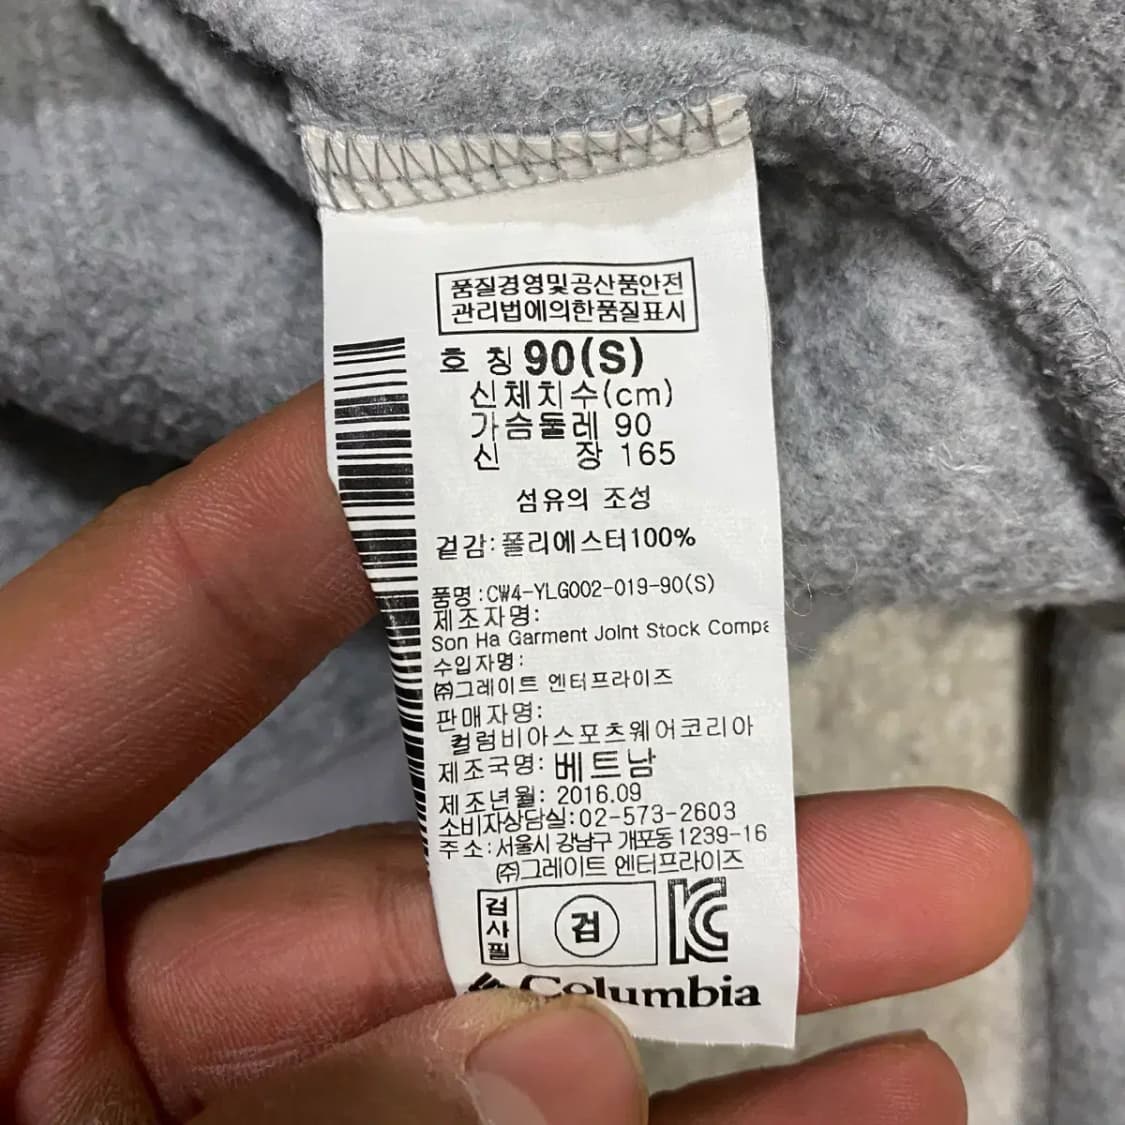 품질경영및공산품안전
관리법에의한품질표시
호 칭 90(S)
신체치수(cm)
가슴둘레 90
신 장 165
섬유의 조성
겉감:폴리에스터100%
품명:CW4-YLG002-019-90(S)
제조자명:
Son Ha Garment Joint Stock Compa
수입자명:
㈜그레이트 엔터프라이즈
판매자명:
컬럼비아스포츠웨어코리아
제조국명: 베트남
제조년월: 2016.09
소비자상담실:02-573-2603
주소:서울시 강남구 개포동 1239-16
㈜그레이트 엔터프라이즈
검사필 검 KC
Columbia